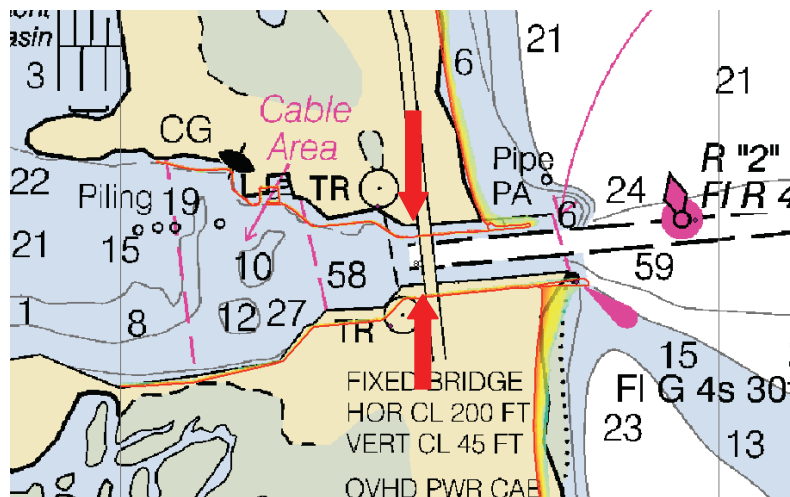 asin
3
CG
Cable
Area
6
21
21
22
Piling
19
TR
Pipe
PA
24
R "2"
Fl R 4
6
21
15
10
58
8
59
1
8
12
27
TR
15
FIXED BRIDGE
HOR CL 200 FT
VERT CL 45 FT
Fl G 4s 30
23
13
OVHD PWR CAB